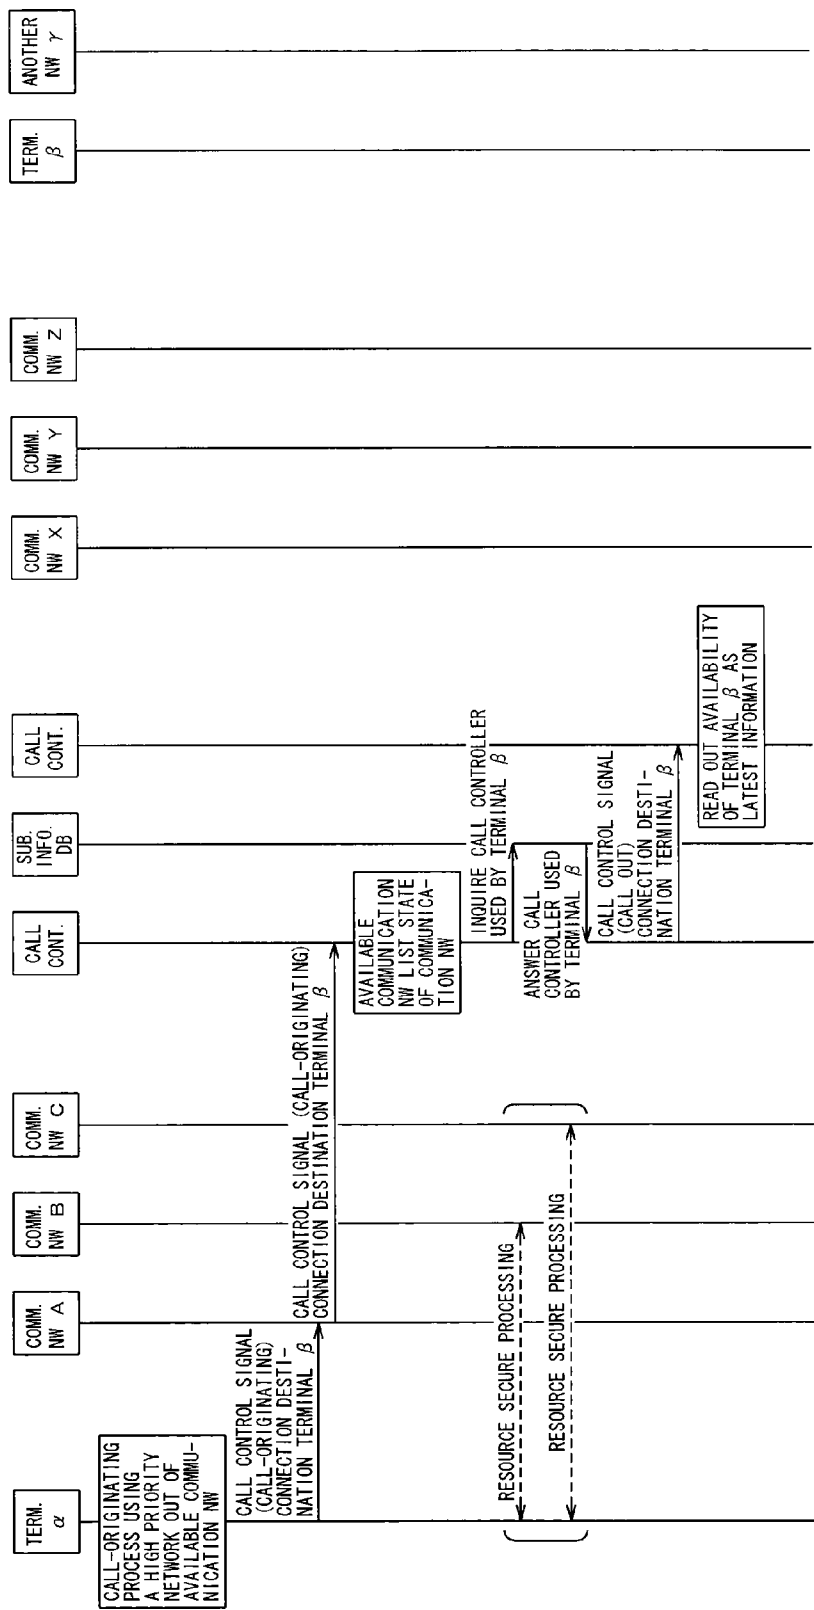 TERM.
α
COMM.
NW A
COMM.
NW B
COMM.
NW C
CALL
CONT.
SUB.
INFO.
DB
CALL
CONT.
COMM.
NW X
COMM.
NW Y
COMM.
NW Z
TERM.
β
ANOTHER
NW γ
CALL-ORIGINATING
PROCESS USING
A HIGH PRIORITY
NETWORK OUT OF
AVAILABLE COMMU-
NICATION NW
CALL CONTROL SIGNAL
(CALL-ORIGINATING)
CONNECTION DESTI-
NATION TERMINAL β
CALL CONTROL SIGNAL (CALL-ORIGINATING)
CONNECTION DESTINATION TERMINAL β
AVAILABLE
COMMUNICATION
NW LIST STATE
OF COMMUNICA-
TION NW
INQUIRE CALL CONTROLLER
USED BY TERMINAL β
RESOURCE SECURE PROCESSING
RESOURCE SECURE PROCESSING
ANSWER CALL
CONTROLLER USED
BY TERMINAL β
CALL CONTROL SIGNAL
(CALL OUT)
CONNECTION DESTI-
NATION TERMINAL β
READ OUT AVAILABILITY
OF TERMINAL β AS
LATEST INFORMATION